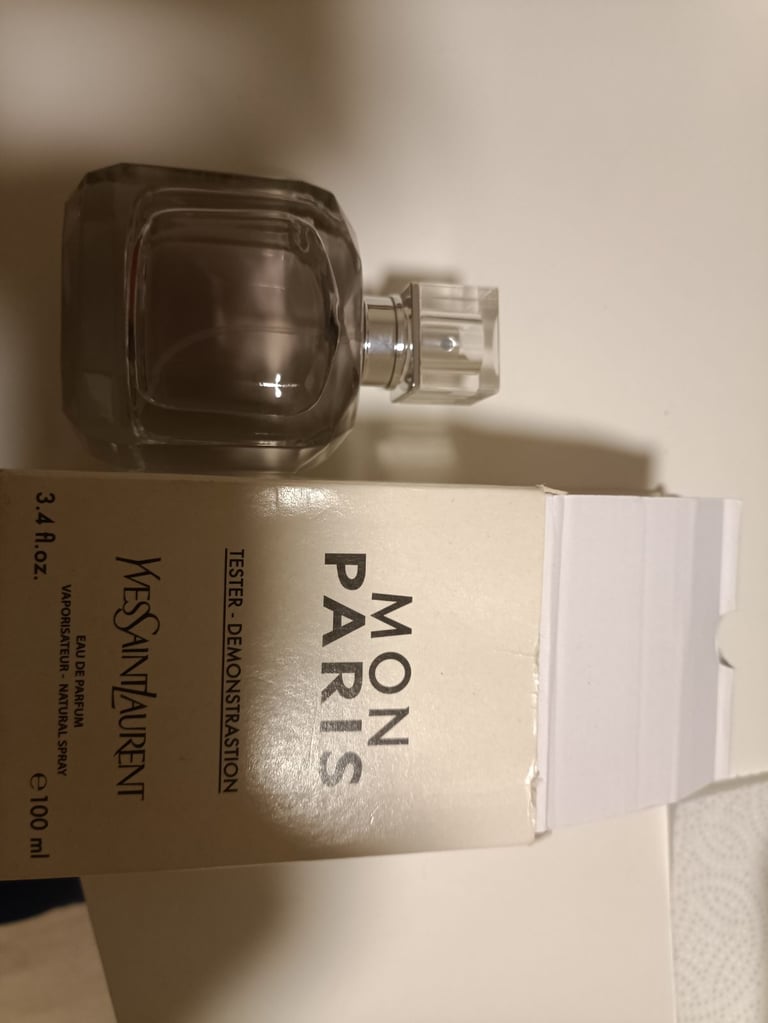 MON
PARIS
TESTER - DEMONSTRASTION
YVESSAINTLAURENT
EAU DE PARFUM
VAPORISATEUR - NATURAL SPRAY
3.4 fl.oz. ℮ 100 ml